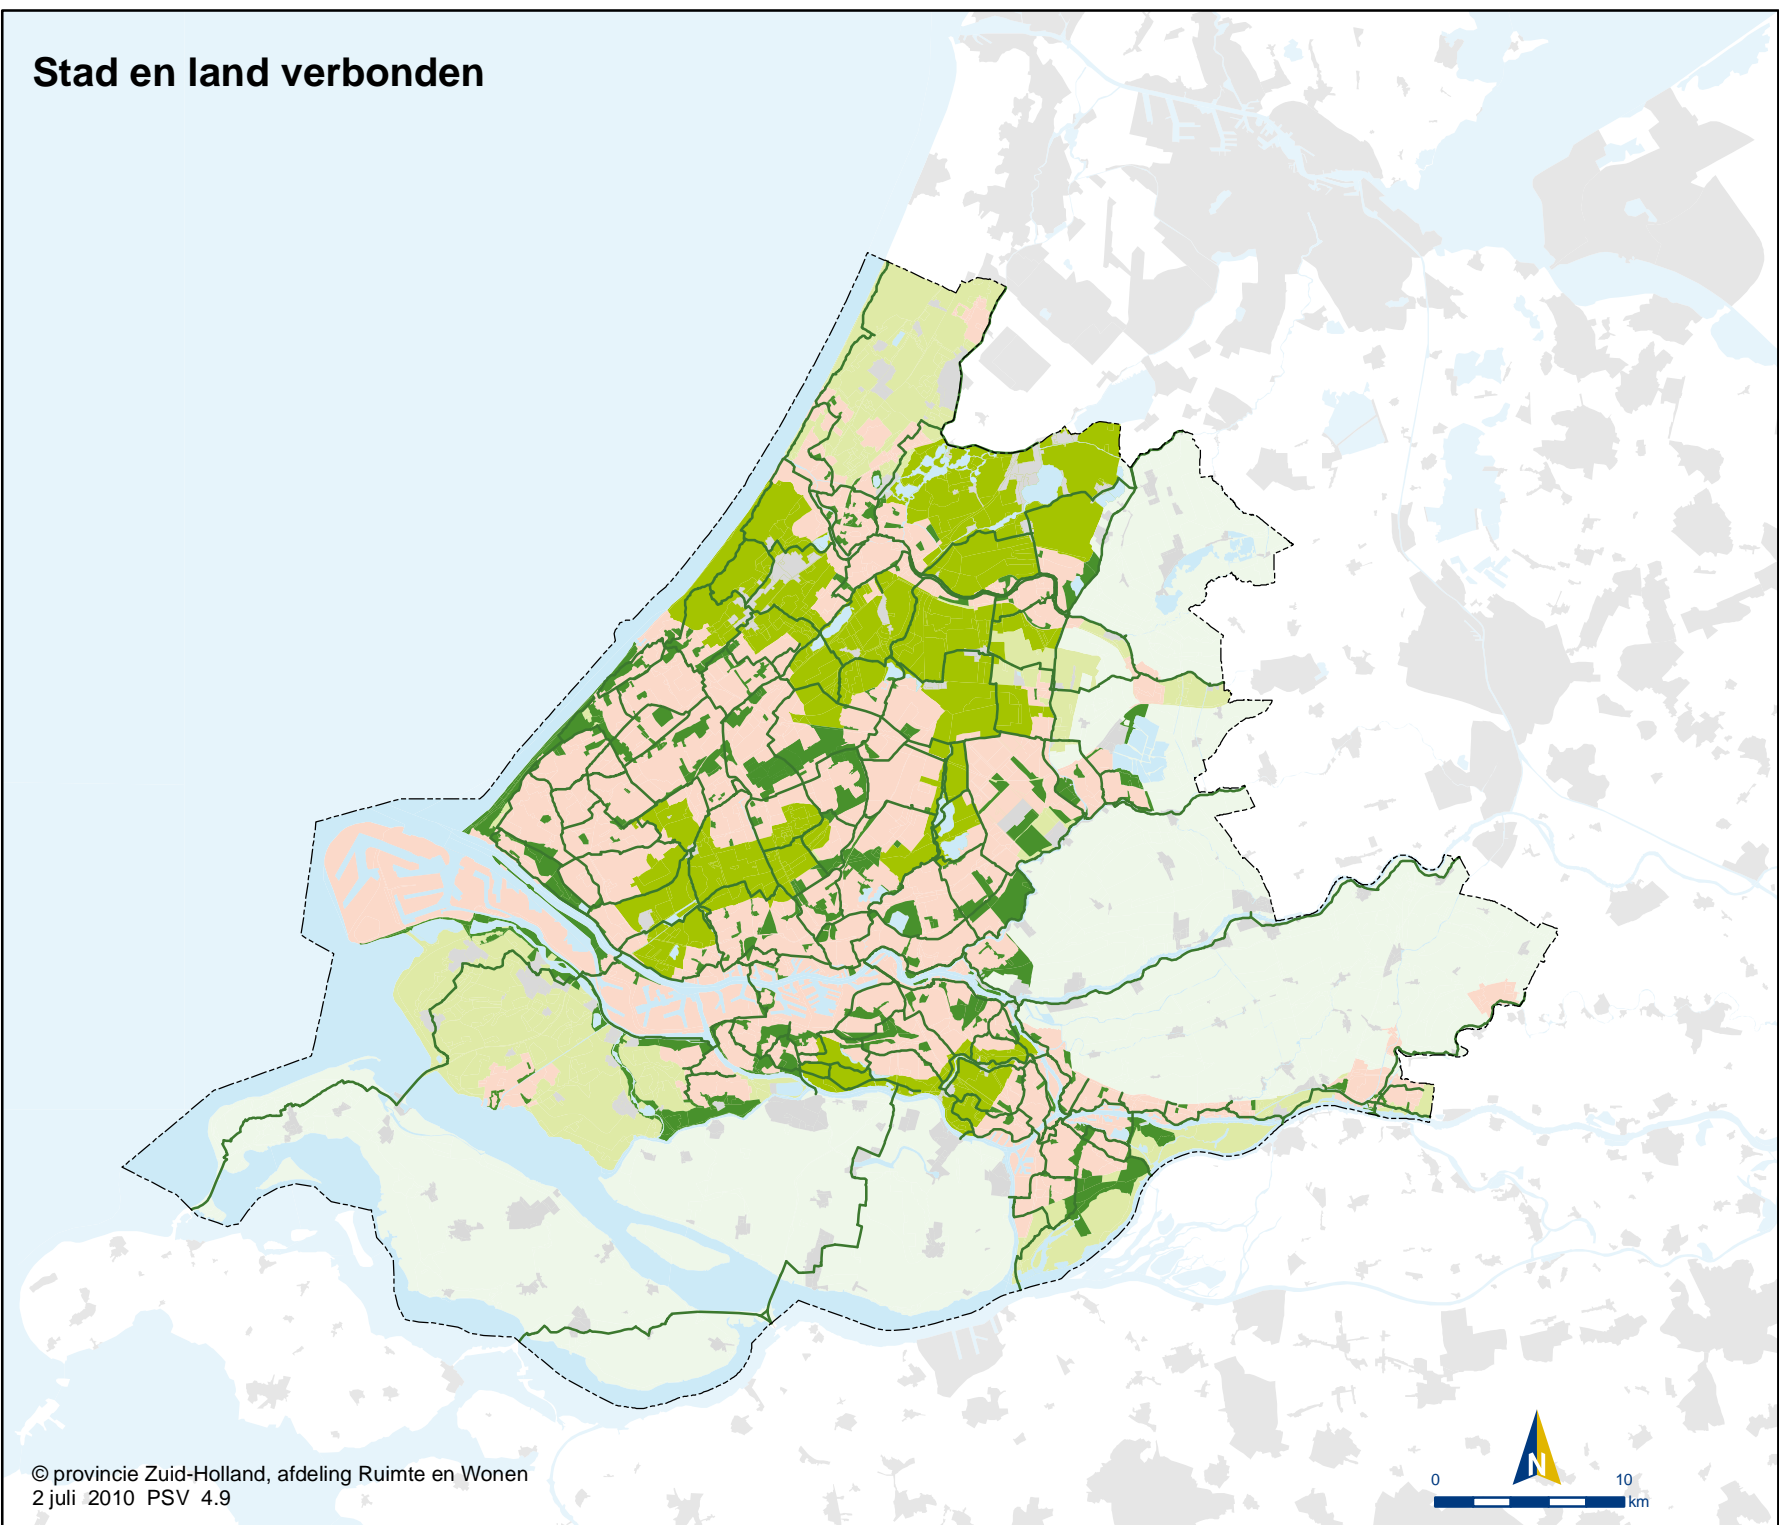 Stad en land verbonden
© provincie Zuid-Holland, afdeling Ruimte en Wonen
2 juli 2010 PSV 4.9
N
0 10
km